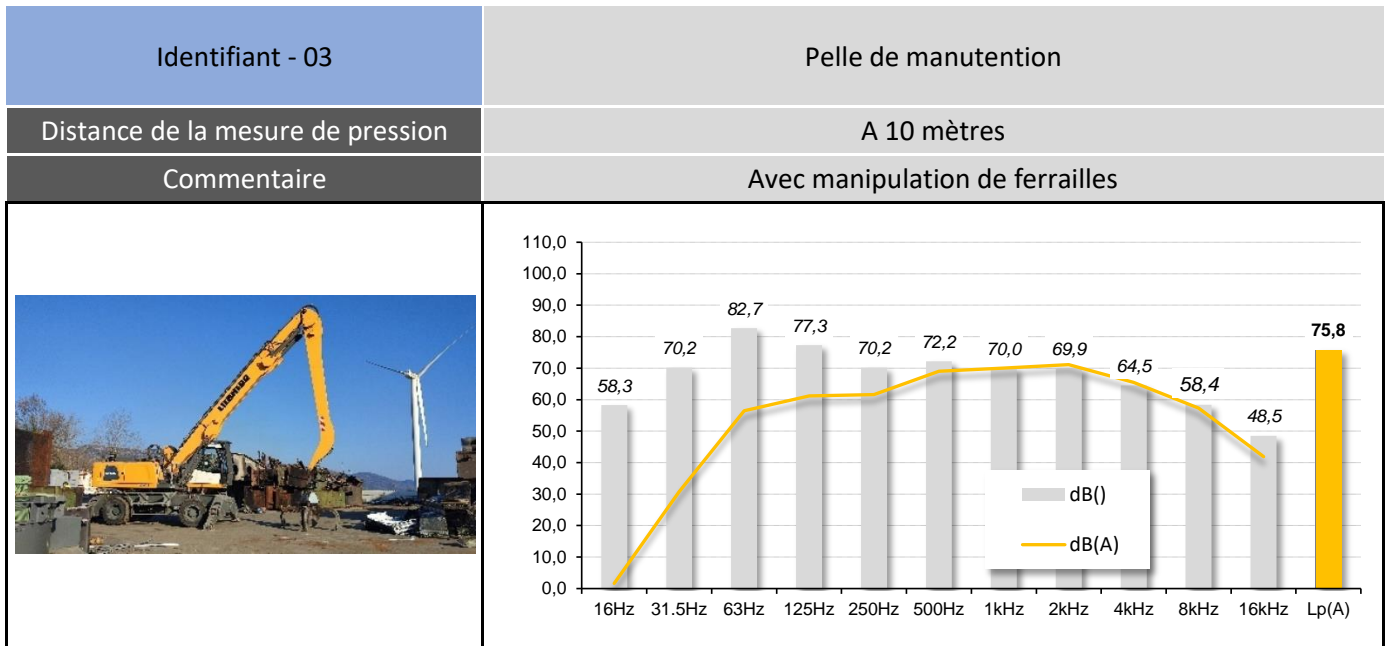 Identifiant - 03
Pelle de manutention
Distance de la mesure de pression
A 10 mètres
Commentaire
Avec manipulation de ferrailles
LIEBHERR
110,0
100,0
90,0
80,0
70,0
60,0
50,0
40,0
30,0
20,0
10,0
0,0
58,3
70,2
82,7
77,3
70,2
72,2
70,0
69,9
64,5
58,4
48,5
75,8
dB()
dB(A)
16Hz 31.5Hz 63Hz 125Hz 250Hz 500Hz 1kHz 2kHz 4kHz 8kHz 16kHz Lp(A)